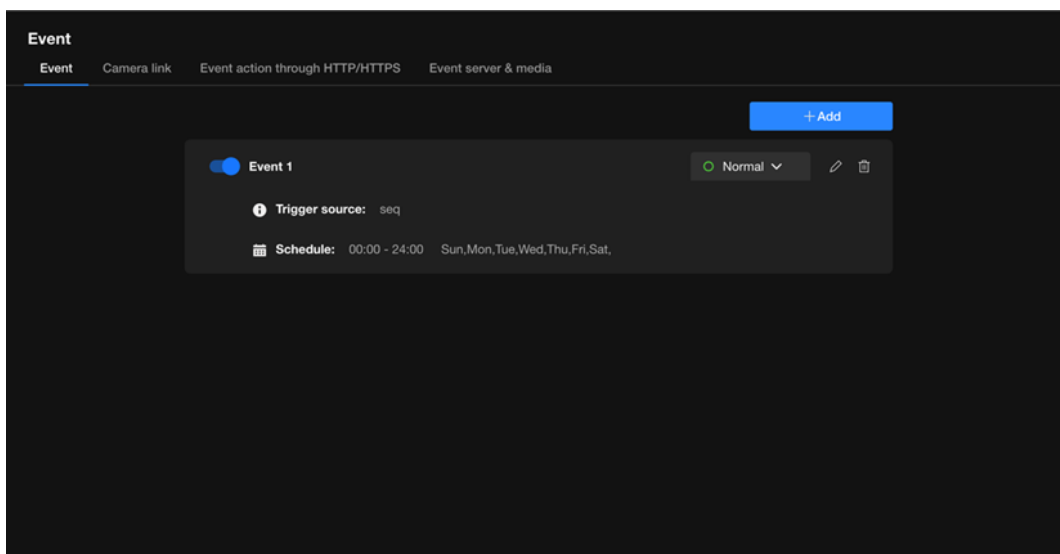 Event
Event Camera link Event action through HTTP/HTTPS Event server & media
+ Add
Event 1 Normal
Trigger source: seq
Schedule: 00:00 - 24:00 Sun,Mon,Tue,Wed,Thu,Fri,Sat,